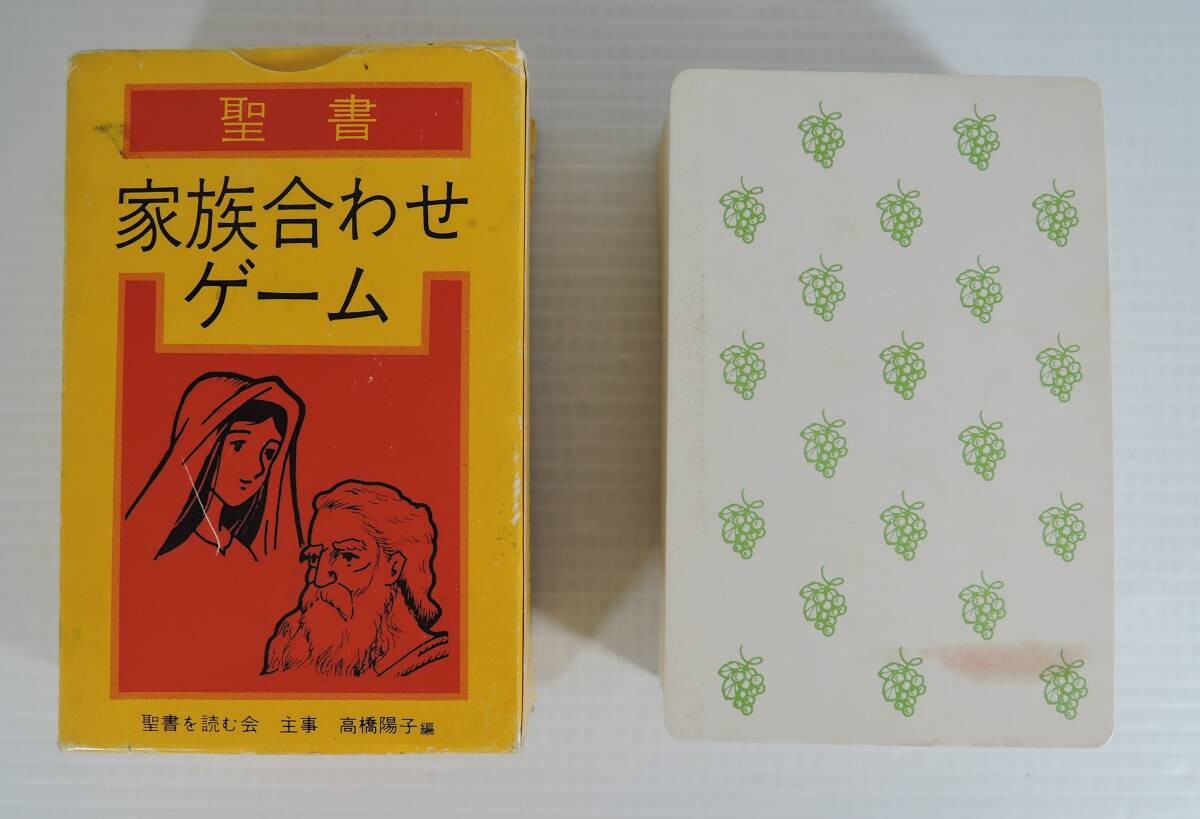 聖書
家族合わせ
ゲーム
聖書を読む会 主事 高橋陽子編